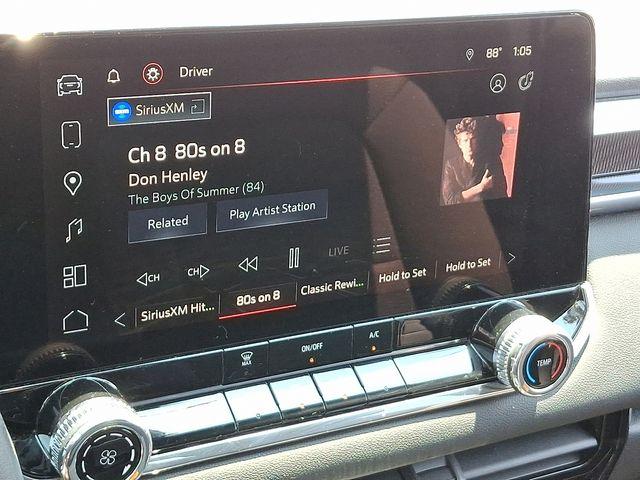 88° 1:05
Driver
SiriusXM
Ch 8 80s on 8
Don Henley
The Boys Of Summer (84)
Related Play Artist Station
CH CH LIVE
SiriusXM Hit... 80s on 8 Classic Rewi... Hold to Set Hold to Set
MAX ON/OFF A/C
TEMP